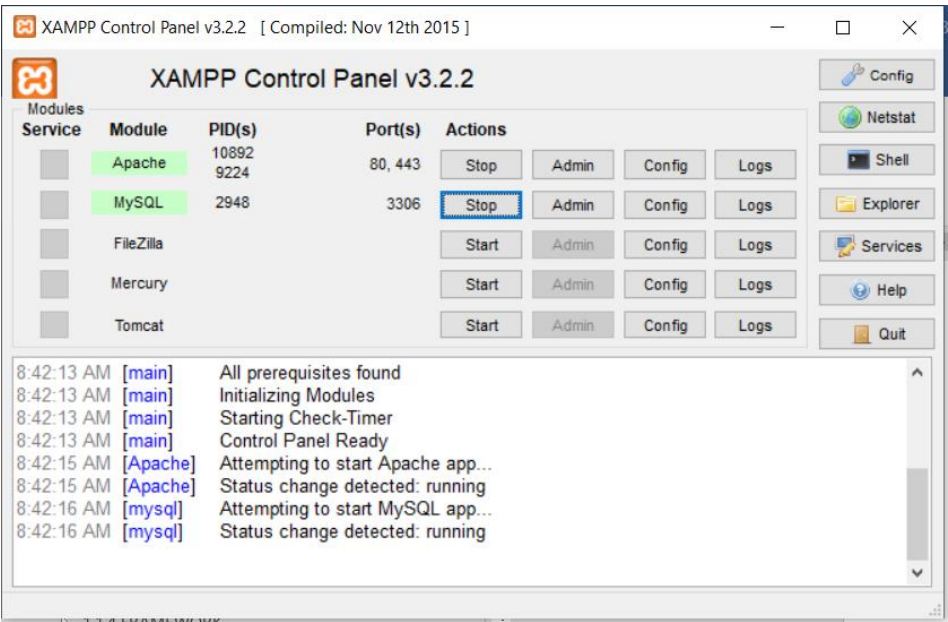 XAMPP Control Panel v3.2.2 [ Compiled: Nov 12th 2015 ]
XAMPP Control Panel v3.2.2
Config
Modules
Service Module PID(s) Port(s) Actions
Netstat
Apache 10892 9224 80, 443 Stop Admin Config Logs
Shell
MySQL 2948 3306 Stop Admin Config Logs
Explorer
FileZilla Start Admin Config Logs
Services
Mercury Start Admin Config Logs
Help
Tomcat Start Admin Config Logs
Quit
8:42:13 AM [main] All prerequisites found
8:42:13 AM [main] Initializing Modules
8:42:13 AM [main] Starting Check-Timer
8:42:13 AM [main] Control Panel Ready
8:42:15 AM [Apache] Attempting to start Apache app...
8:42:15 AM [Apache] Status change detected: running
8:42:16 AM [mysql] Attempting to start MySQL app...
8:42:16 AM [mysql] Status change detected: running